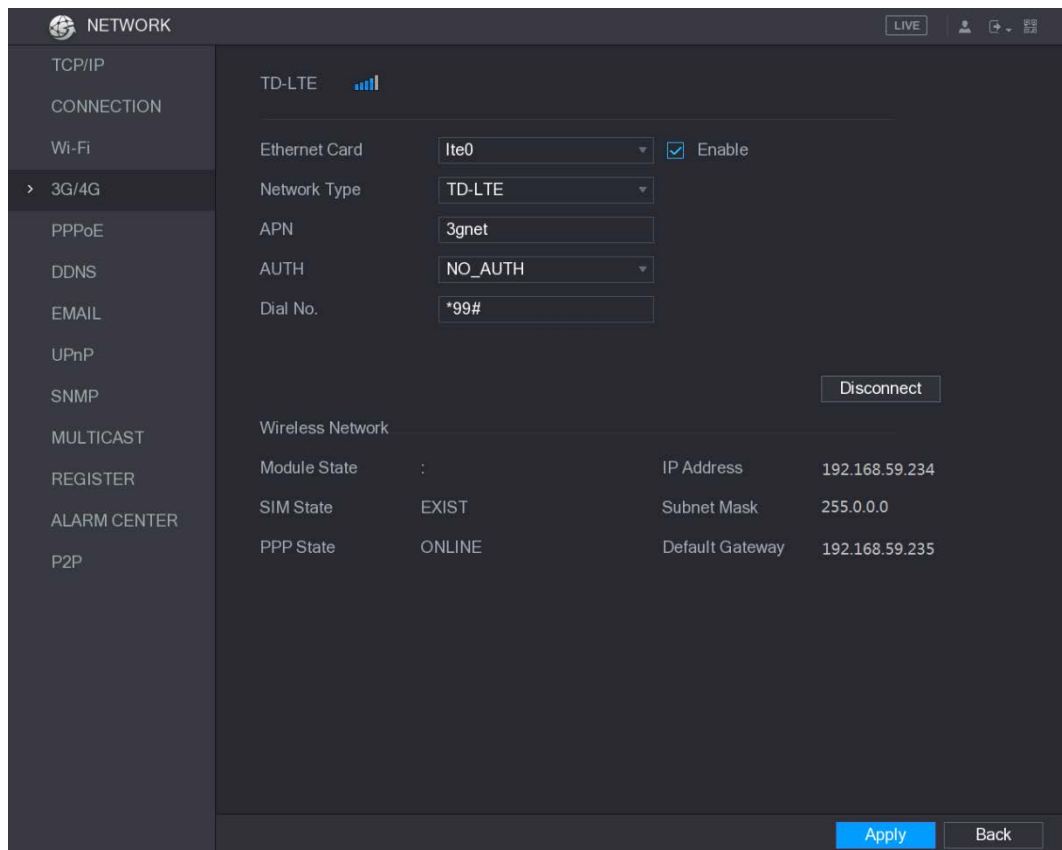 NETWORK
LIVE
TCP/IP
CONNECTION
Wi-Fi
3G/4G
PPPoE
DDNS
EMAIL
UPnP
SNMP
MULTICAST
REGISTER
ALARM CENTER
P2P
TD-LTE
Ethernet Card lte0 Enable
Network Type TD-LTE
APN 3gnet
AUTH NO_AUTH
Dial No. *99#
Disconnect
Wireless Network
Module State : IP Address 192.168.59.234
SIM State EXIST Subnet Mask 255.0.0.0
PPP State ONLINE Default Gateway 192.168.59.235
Apply Back